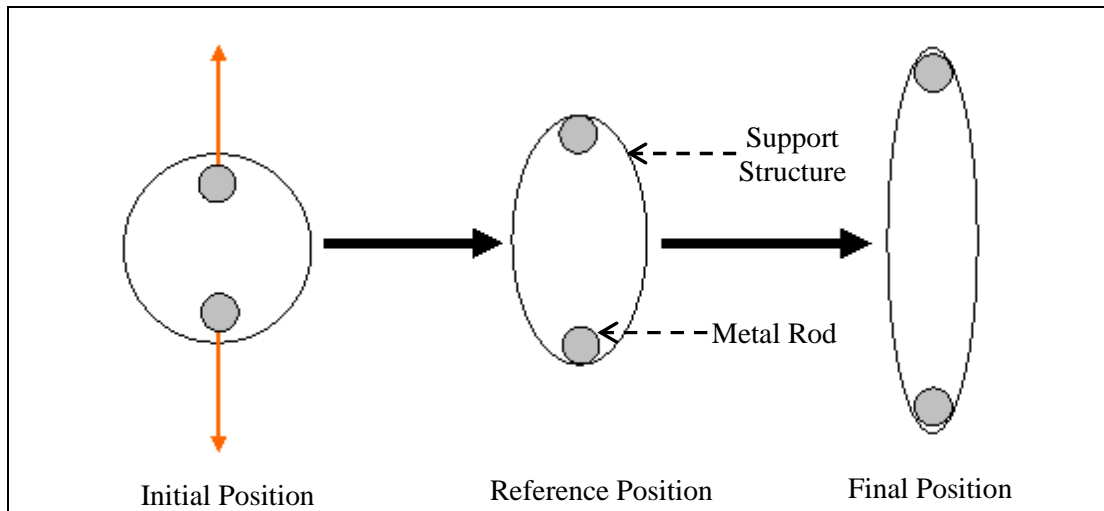 Support
Structure
Metal Rod
Initial Position
Reference Position
Final Position